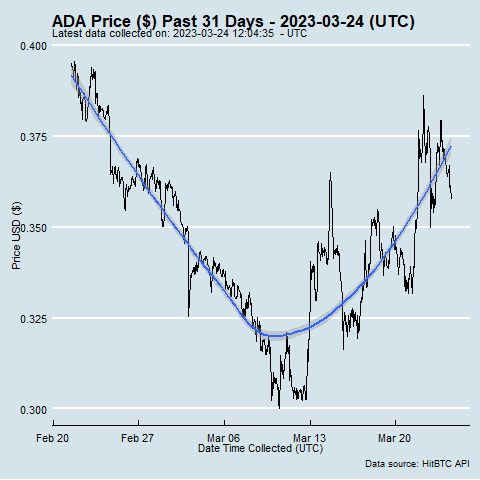 ADA Price ($) Past 31 Days - 2023-03-24 (UTC)
Latest data collected on: 2023-03-24 12:04:35  - UTC
0.400
0.375
0.350
0.325
0.300
Price USD ($)
Feb 20
Feb 27
Mar 06
Mar 13
Mar 20
Date Time Collected (UTC)
Data source: HitBTC API